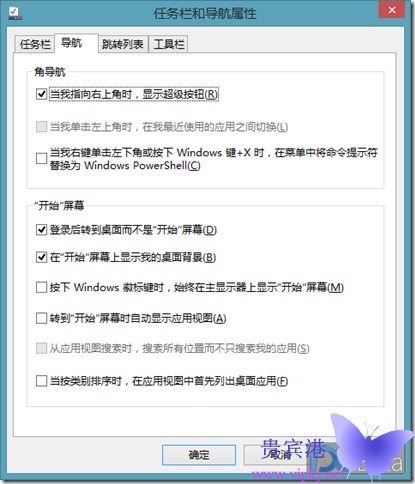 任务栏和导航属性
任务栏 导航 跳转列表 工具栏
角导航
当我指向右上角时，显示超级按钮(R)
当我单击左上角时，在我最近使用的应用之间切换(L)
当我右键单击左下角或按下 Windows 键+X 时，在菜单中将命令提示符
替换为 Windows PowerShell(C)
“开始”屏幕
登录后转到桌面而不是“开始”屏幕(D)
在“开始”屏幕上显示我的桌面背景(B)
按下 Windows 徽标键时，始终在主显示器上显示“开始”屏幕(M)
转到“开始”屏幕时自动显示应用视图(A)
从应用视图搜索时，搜索所有位置而不只搜索我的应用(S)
当按类别排序时，在应用视图中首先列出桌面应用(F)
确定 取消
贵宾港